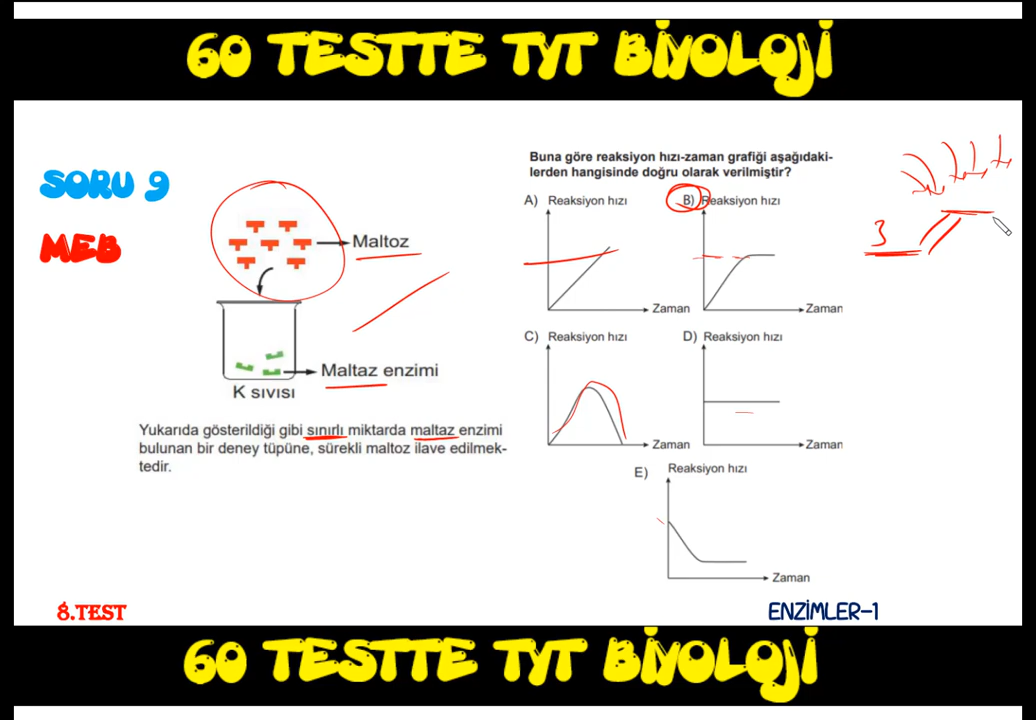 60 TESTTE TYT BİYOLOJİ
SORU 9
MEB
Maltoz
Maltaz enzimi
K sıvısı
Yukarıda gösterildiği gibi sınırlı miktarda maltaz enzimi
bulunan bir deney tüpüne, sürekli maltoz ilave edilmek-
tedir.
Buna göre reaksiyon hızı-zaman grafiği aşağıdaki-
lerden hangisinde doğru olarak verilmiştir?
A) Reaksiyon hızı
Zaman
B) Reaksiyon hızı
Zaman
C) Reaksiyon hızı
Zaman
D) Reaksiyon hızı
Zaman
E) Reaksiyon hızı
Zaman
3
8.TEST
ENZİMLER-1
60 TESTTE TYT BİYOLOJİ